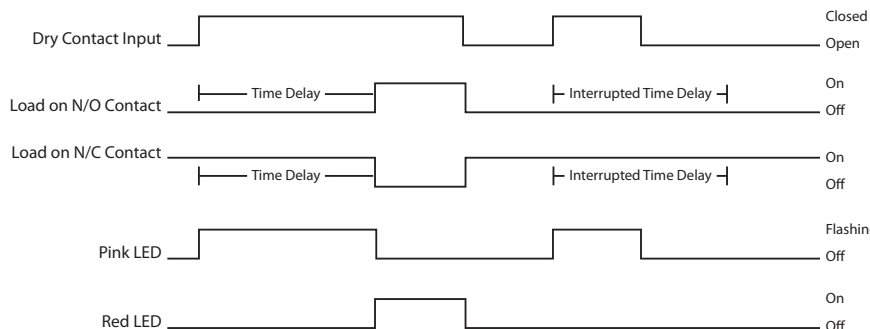 Closed
Dry Contact Input
Open
On
Time Delay
Interrupted Time Delay
Load on N/O Contact
Off
Load on N/C Contact
On
Time Delay
Interrupted Time Delay
Off
Flashin
Pink LED
Off
On
Red LED
Off